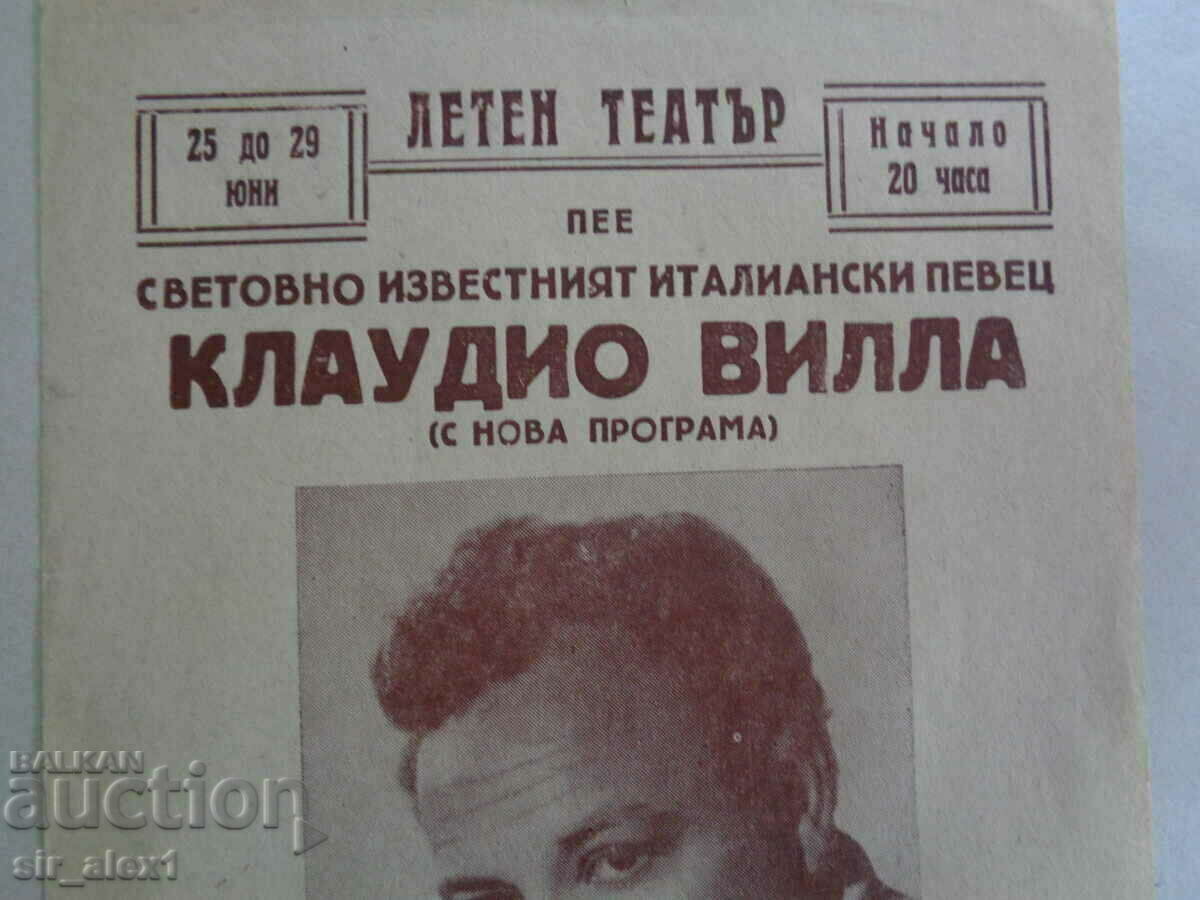 ЛЕТЕН ТЕАТЪР
25 ДО 29
ЮНИ
Начало
20 часа
ПЕЕ
СВЕТОВНО ИЗВЕСТНИЯТ ИТАЛИАНСКИ ПЕВЕЦ
КЛАУДИО ВИЛЛА
(С НОВА ПРОГРАМА)
BALKAN
auction
sir_alex1